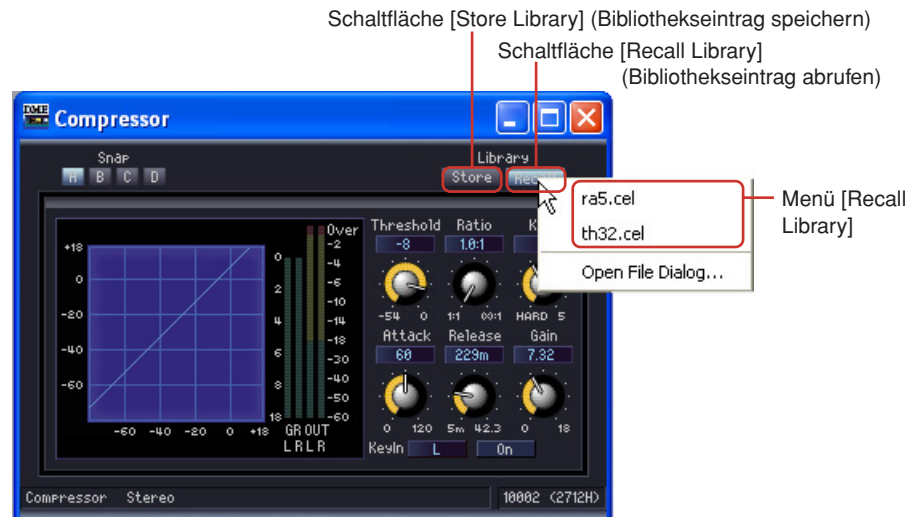 Schaltfläche [Store Library] (Bibliothekseintrag speichern)
Schaltfläche [Recall Library]
(Bibliothekseintrag abrufen)
DME Compressor
Snap
Library
A B C D
Store
ra5.cel
th32.cel
Open File Dialog...
Menü [Recall
Library]
Threshold Ratio K
-8 1.0:1
-54 0 1:1 ∞:1 HARD 5
Attack Release Gain
60 229m 7.32
0 120 5m 42.3 0 18
KeyIn L On
+18
0
-20
-40
-60
-60 -40 -20 0 +18
0
2
4
6
8
18
Over
-2
-4
-6
-10
-14
-18
-30
-40
-50
-60
GR OUT
L R L R
Compressor Stereo
10002 (2712H)